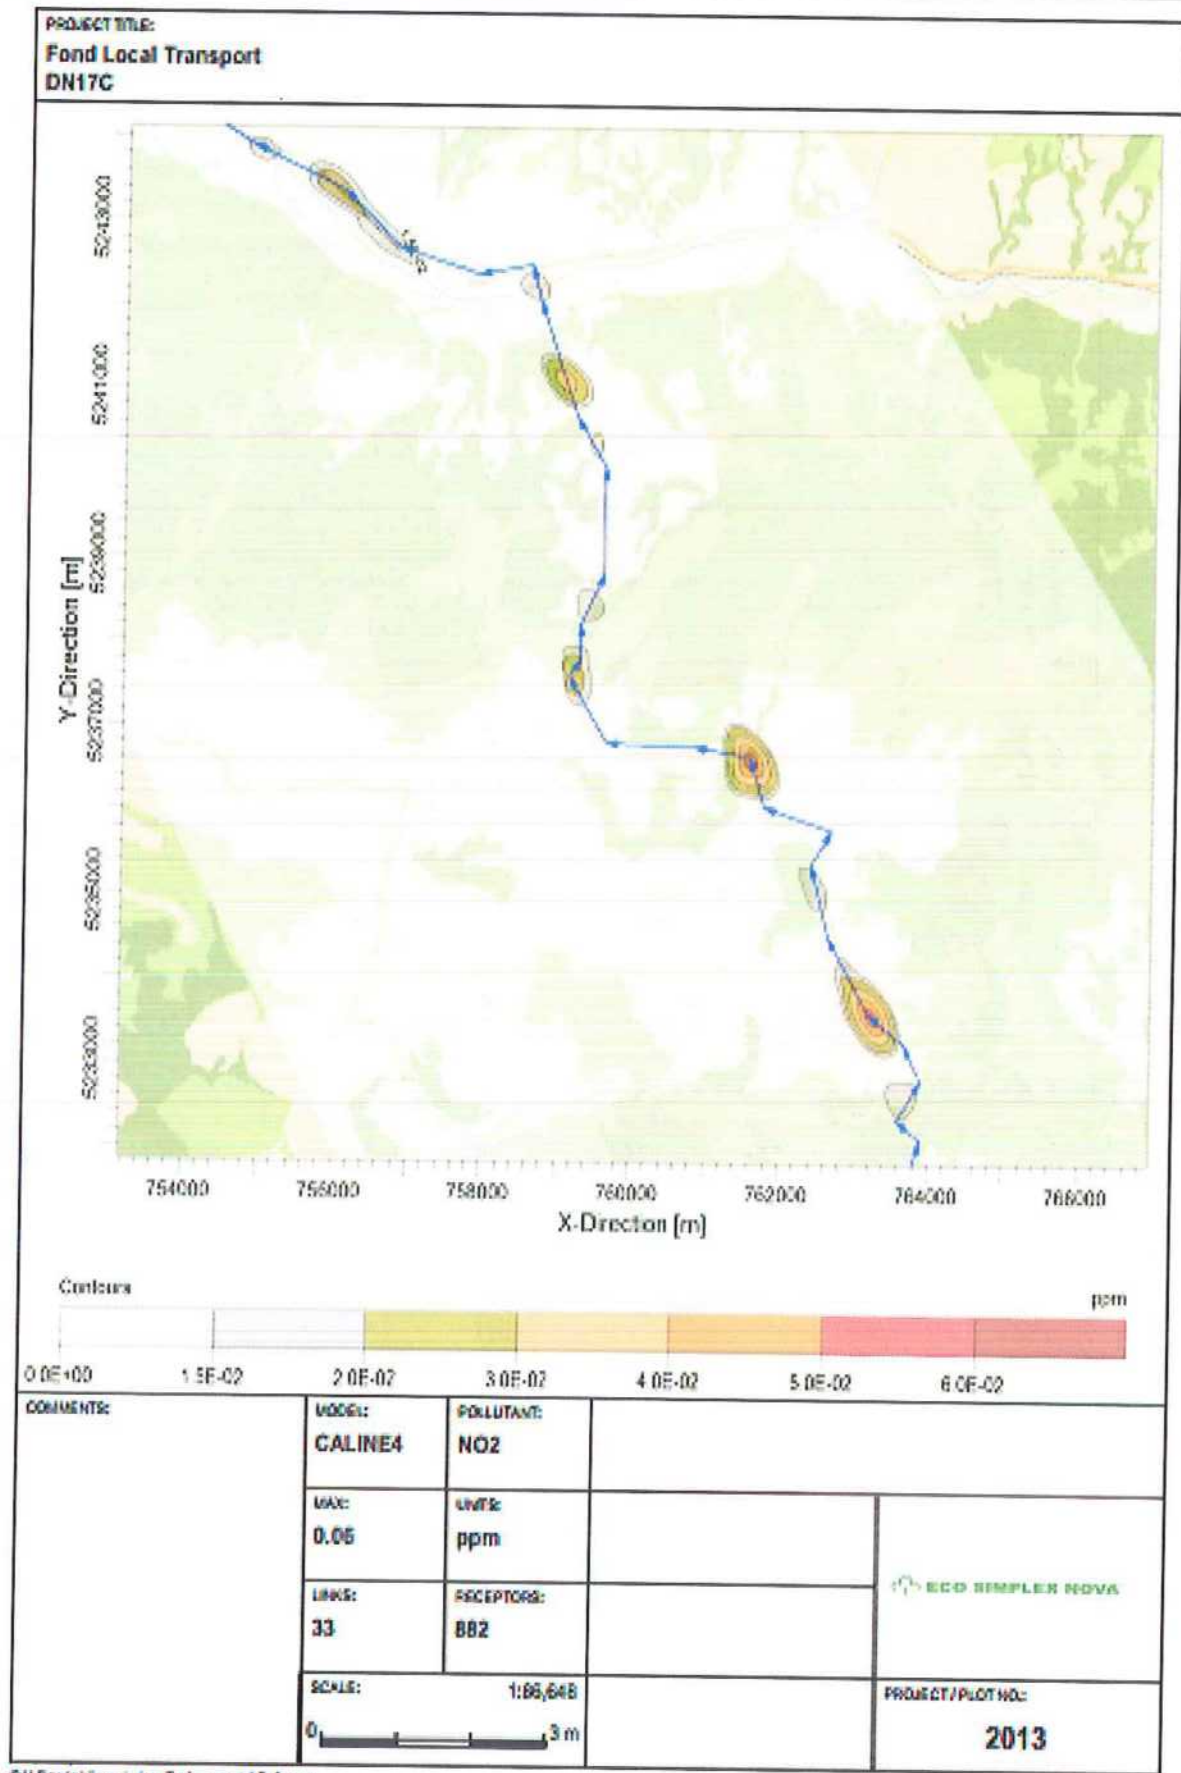 PROJECT TITLE:
Fond Local Transport
DN17C
Y-Direction [m]
5243000
5241000
5239000
5237000
5235000
5233000
754000 756000 758000 760000 762000 764000 766000
X-Direction [m]
Contours ppm
0.0E+00 1.5E-02 2.0E-02 3.0E-02 4.0E-02 5.0E-02 6.0E-02
COMMENTS:
MODEL:
CALINE4
POLLUTANT:
NO2
MAX:
0.06
UNITS:
ppm
LINKS:
33
RECEPTORS:
882
ECO SIMPLEX NOVA
SCALE:
0 3 m
PROJECT / PLOT NO.:
2013